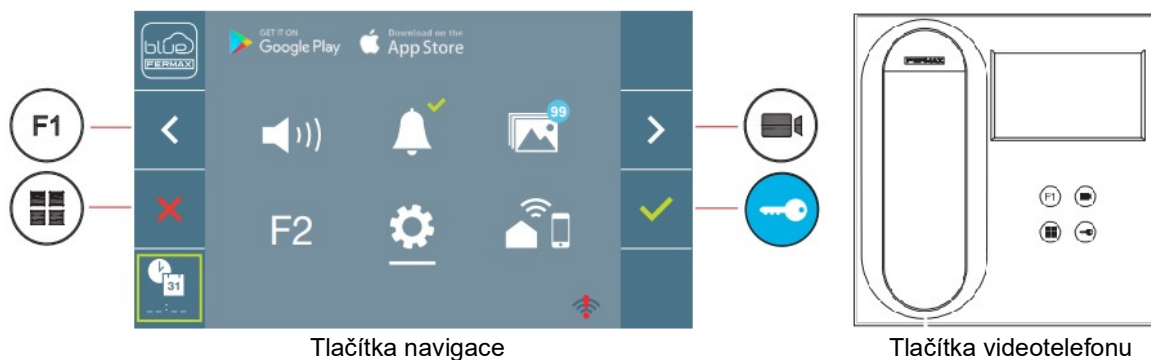 blue
FERMAX
GET IT ON
Google Play
Download on the
App Store
F1
99
F2
31
--:--
Tlačítka navigace
FERMAX
F1
Tlačítka videotelefonu